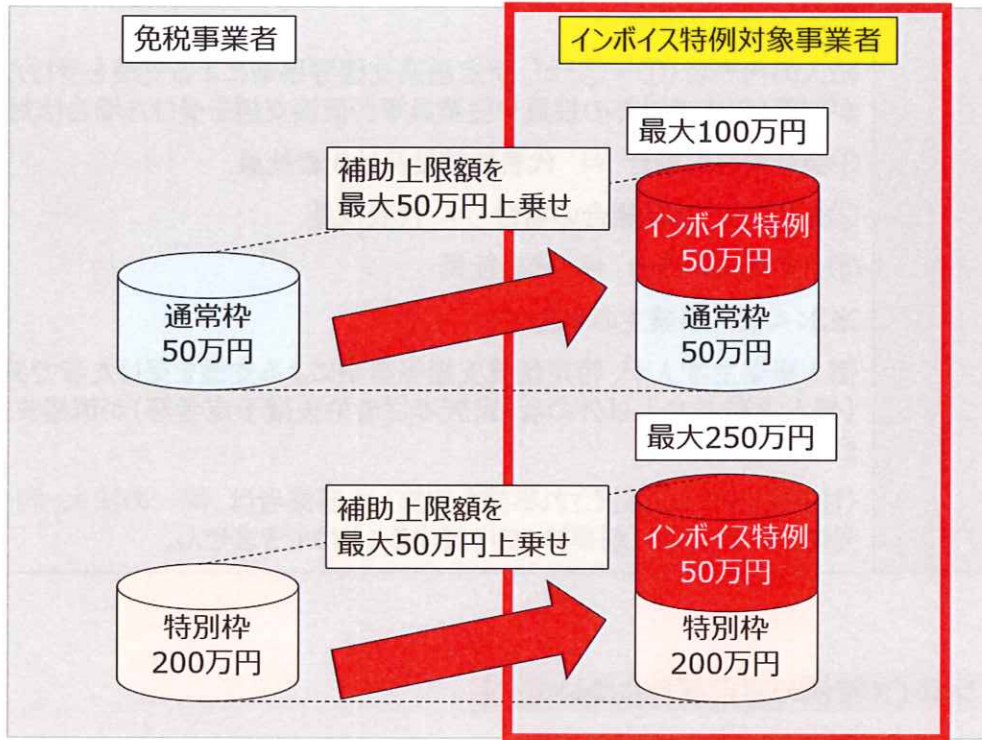 免税事業者
インボイス特例対象事業者
最大100万円
補助上限額を
最大50万円上乗せ
インボイス特例
50万円
通常枠
50万円
通常枠
50万円
最大250万円
補助上限額を
最大50万円上乗せ
インボイス特例
50万円
特別枠
200万円
特別枠
200万円